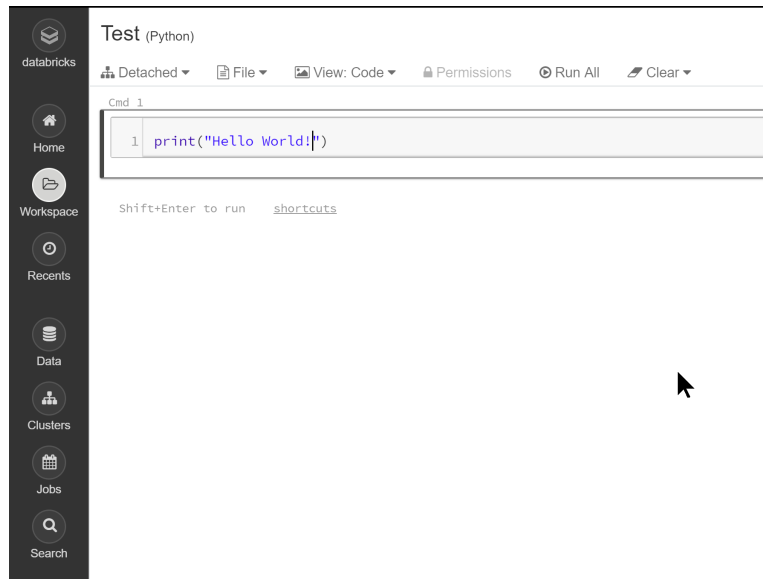 databricks
Home
Workspace
Recents
Data
Clusters
Jobs
Search
Test (Python)
Detached File View: Code Permissions Run All Clear
Cmd 1
1 print("Hello World!")
Shift+Enter to run shortcuts